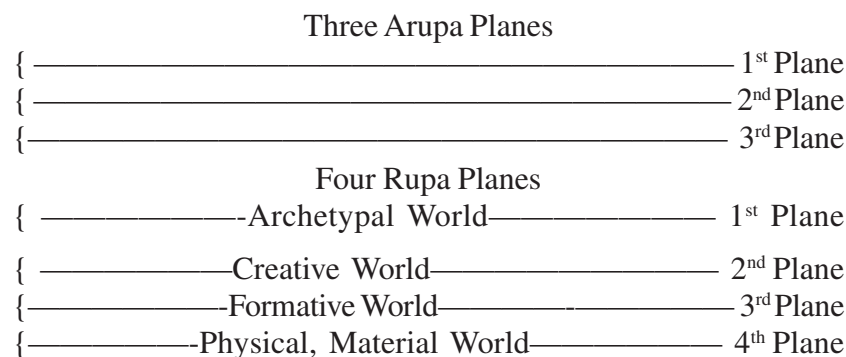 Three Arupa Planes
{ —————————————————————— 1st Plane
{ —————————————————————— 2nd Plane
{—————————————————————— 3rd Plane
Four Rupa Planes
{ ——————-Archetypal World——————— 1st Plane
{ ——————Creative World————————— 2nd Plane
{——————-Formative World————-————— 3rd Plane
{—————-Physical, Material World—————— 4th Plane